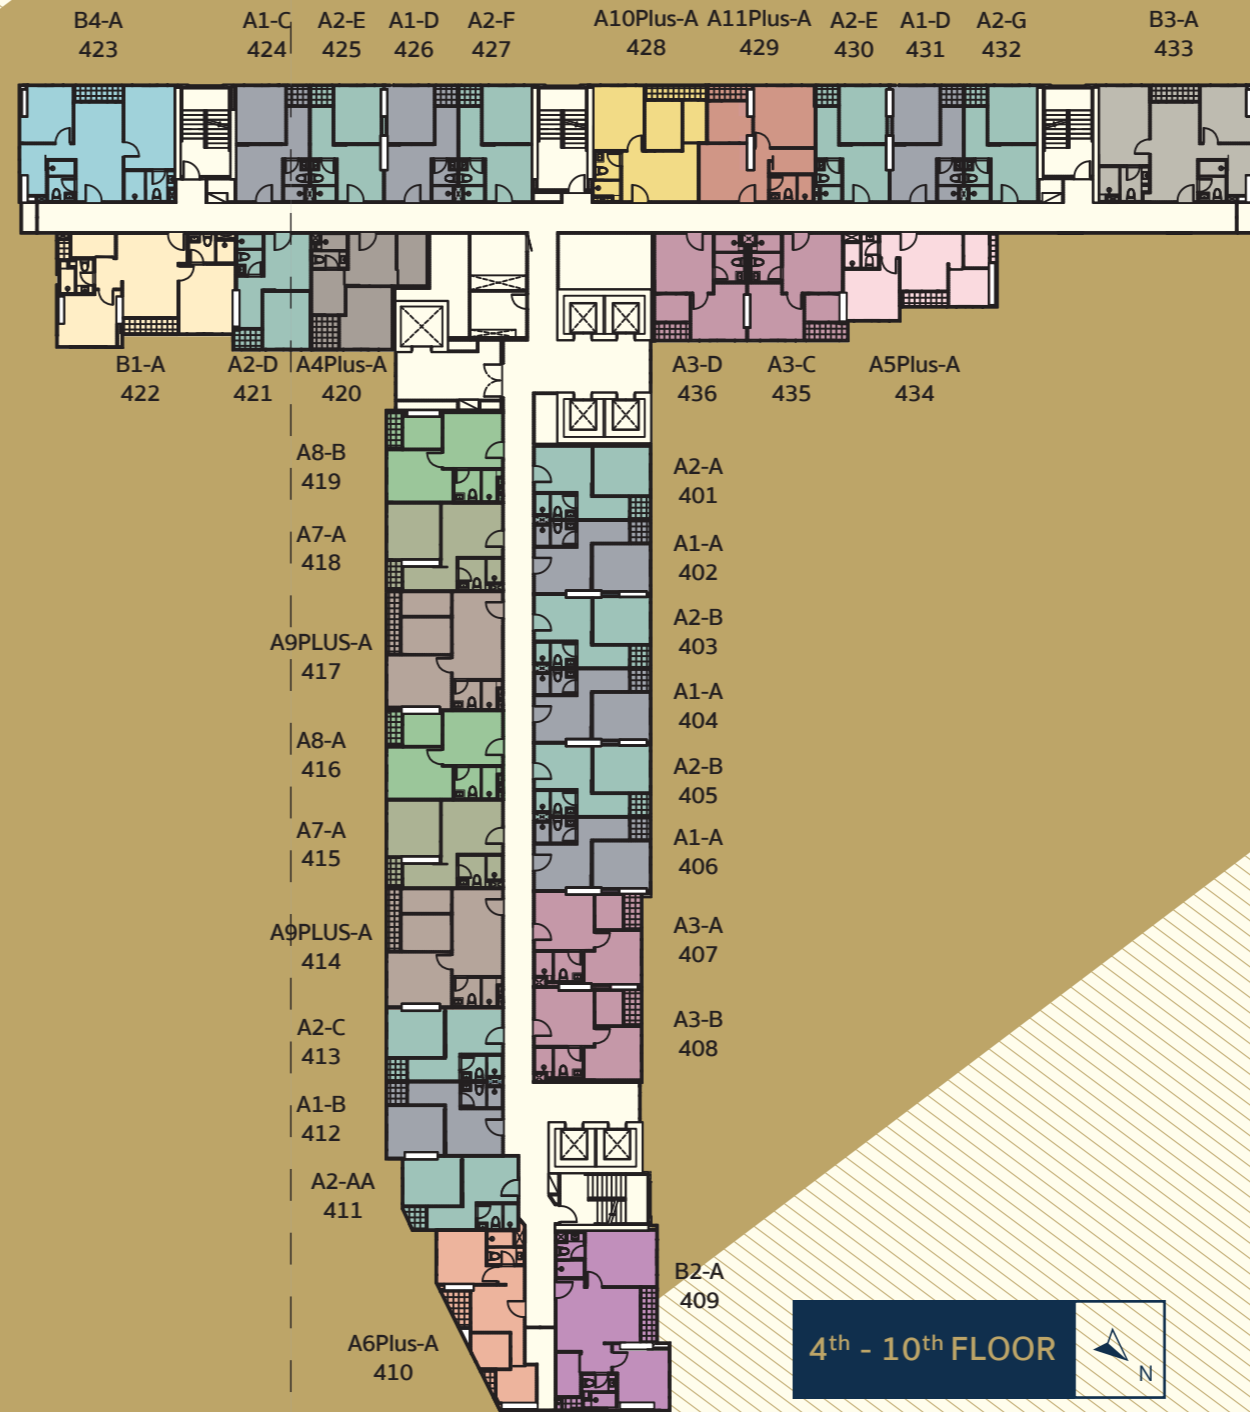 B4-A
423
A1-C
424
A2-E
425
A1-D
426
A2-F
427
A10Plus-A
428
A11Plus-A
429
A2-E
430
A1-D
431
A2-G
432
B3-A
433
B1-A
422
A2-D
421
A4Plus-A
420
A3-D
436
A3-C
435
A5Plus-A
434
A8-B
419
A2-A
401
A7-A
418
A1-A
402
A9PLUS-A
417
A2-B
403
A1-A
404
A8-A
416
A2-B
405
A7-A
415
A1-A
406
A9PLUS-A
414
A3-A
407
A2-C
413
A3-B
408
A1-B
412
A2-AA
411
B2-A
409
A6Plus-A
410
4th - 10th FLOOR
N